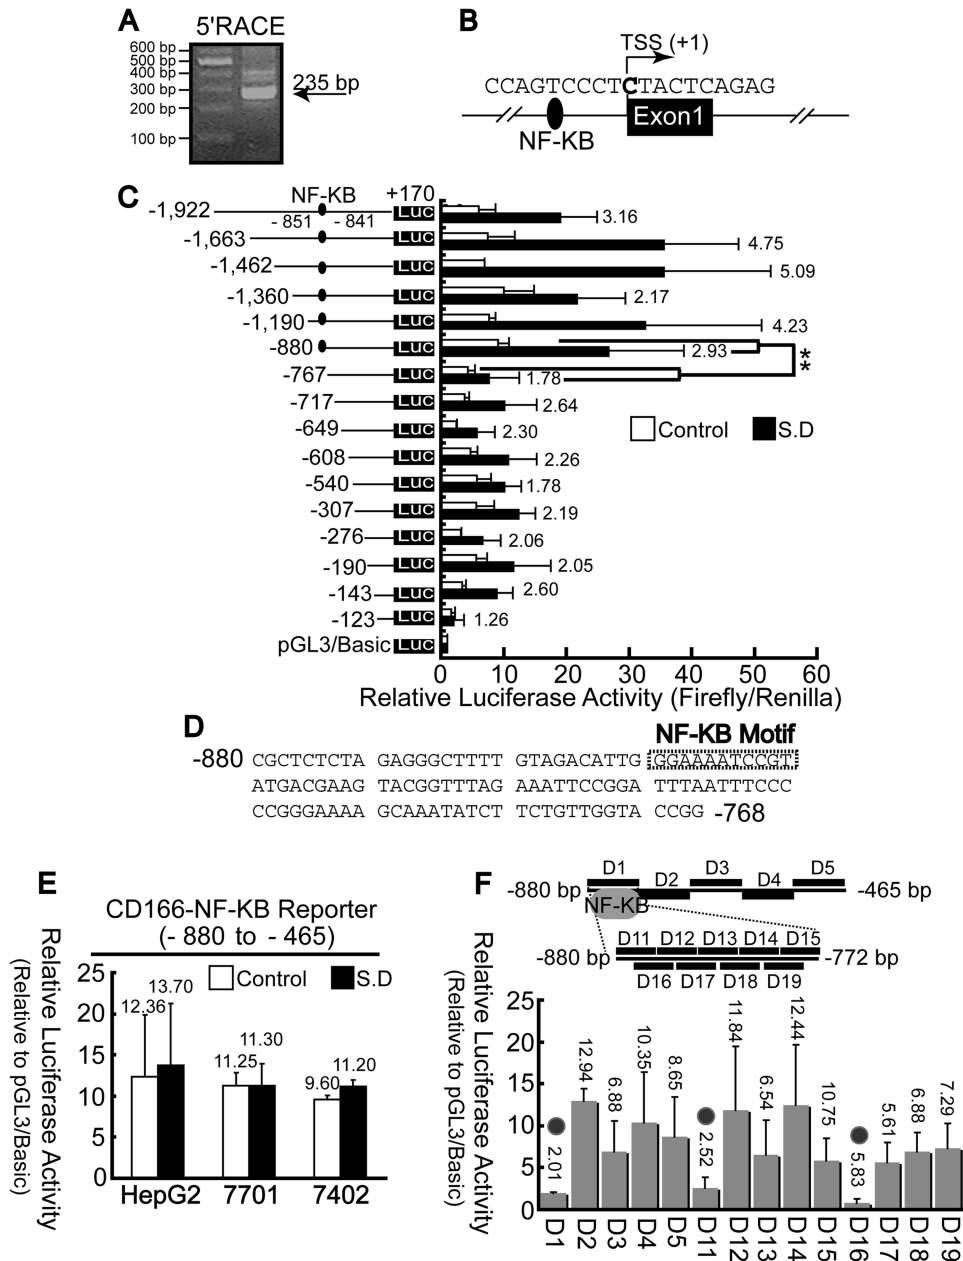 A
5'RACE
600 bp
500 bp
400 bp
300 bp
200 bp
100 bp
235 bp
B
TSS (+1)
CCAGTCCCTCTACTCAGAG
NF-KB
Exon1
C
NF-KB
+170
-1,922
- 851
- 841
Luc
3.16
-1,663
Luc
4.75
-1,462
Luc
5.09
-1,360
Luc
2.17
-1,190
Luc
4.23
-880
Luc
2.93
**
-767
Luc
1.78
-717
Luc
2.64
-649
Luc
2.30
Control
S.D
-608
Luc
2.26
-540
Luc
1.78
-307
Luc
2.19
-276
Luc
2.06
-190
Luc
2.05
-143
Luc
2.60
-123
Luc
1.26
pGL3/Basic
Luc
0 10 20 30 40 50 60
Relative Luciferase Activity (Firefly/Renilla)
D
NF-KB Motif
-880 CGCTCTCTA GAGGGCTTTT GTAGACATTG GGAAAATCCGT
ATGACGAAG TACGGTTTAG AAATTCCGGA TTTAATTTCCC
CCGGGAAAA GCAAATATCT TCTGTTGGTA CCGG -768
E
CD166-NF-KB Reporter
(- 880 to - 465)
Relative Luciferase Activity
(Relative to pGL3/Basic)
Control
S.D
25
20
15
10
5
0
12.36
13.70
11.25
11.30
9.60
11.20
HepG2 7701 7402
F
-880 bp
D1
D2
D3
D4
D5
-465 bp
NF-KB
-880 bp
D11 D12 D13 D14 D15
-772 bp
D16 D17 D18 D19
Relative Luciferase Activity
(Relative to pGL3/Basic)
25
20
15
10
5
0
2.01
12.94
6.88
10.35
8.65
2.52
11.84
6.54
12.44
10.75
5.83
5.61
6.88
7.29
D1
D2
D3
D4
D5
D11
D12
D13
D14
D15
D16
D17
D18
D19